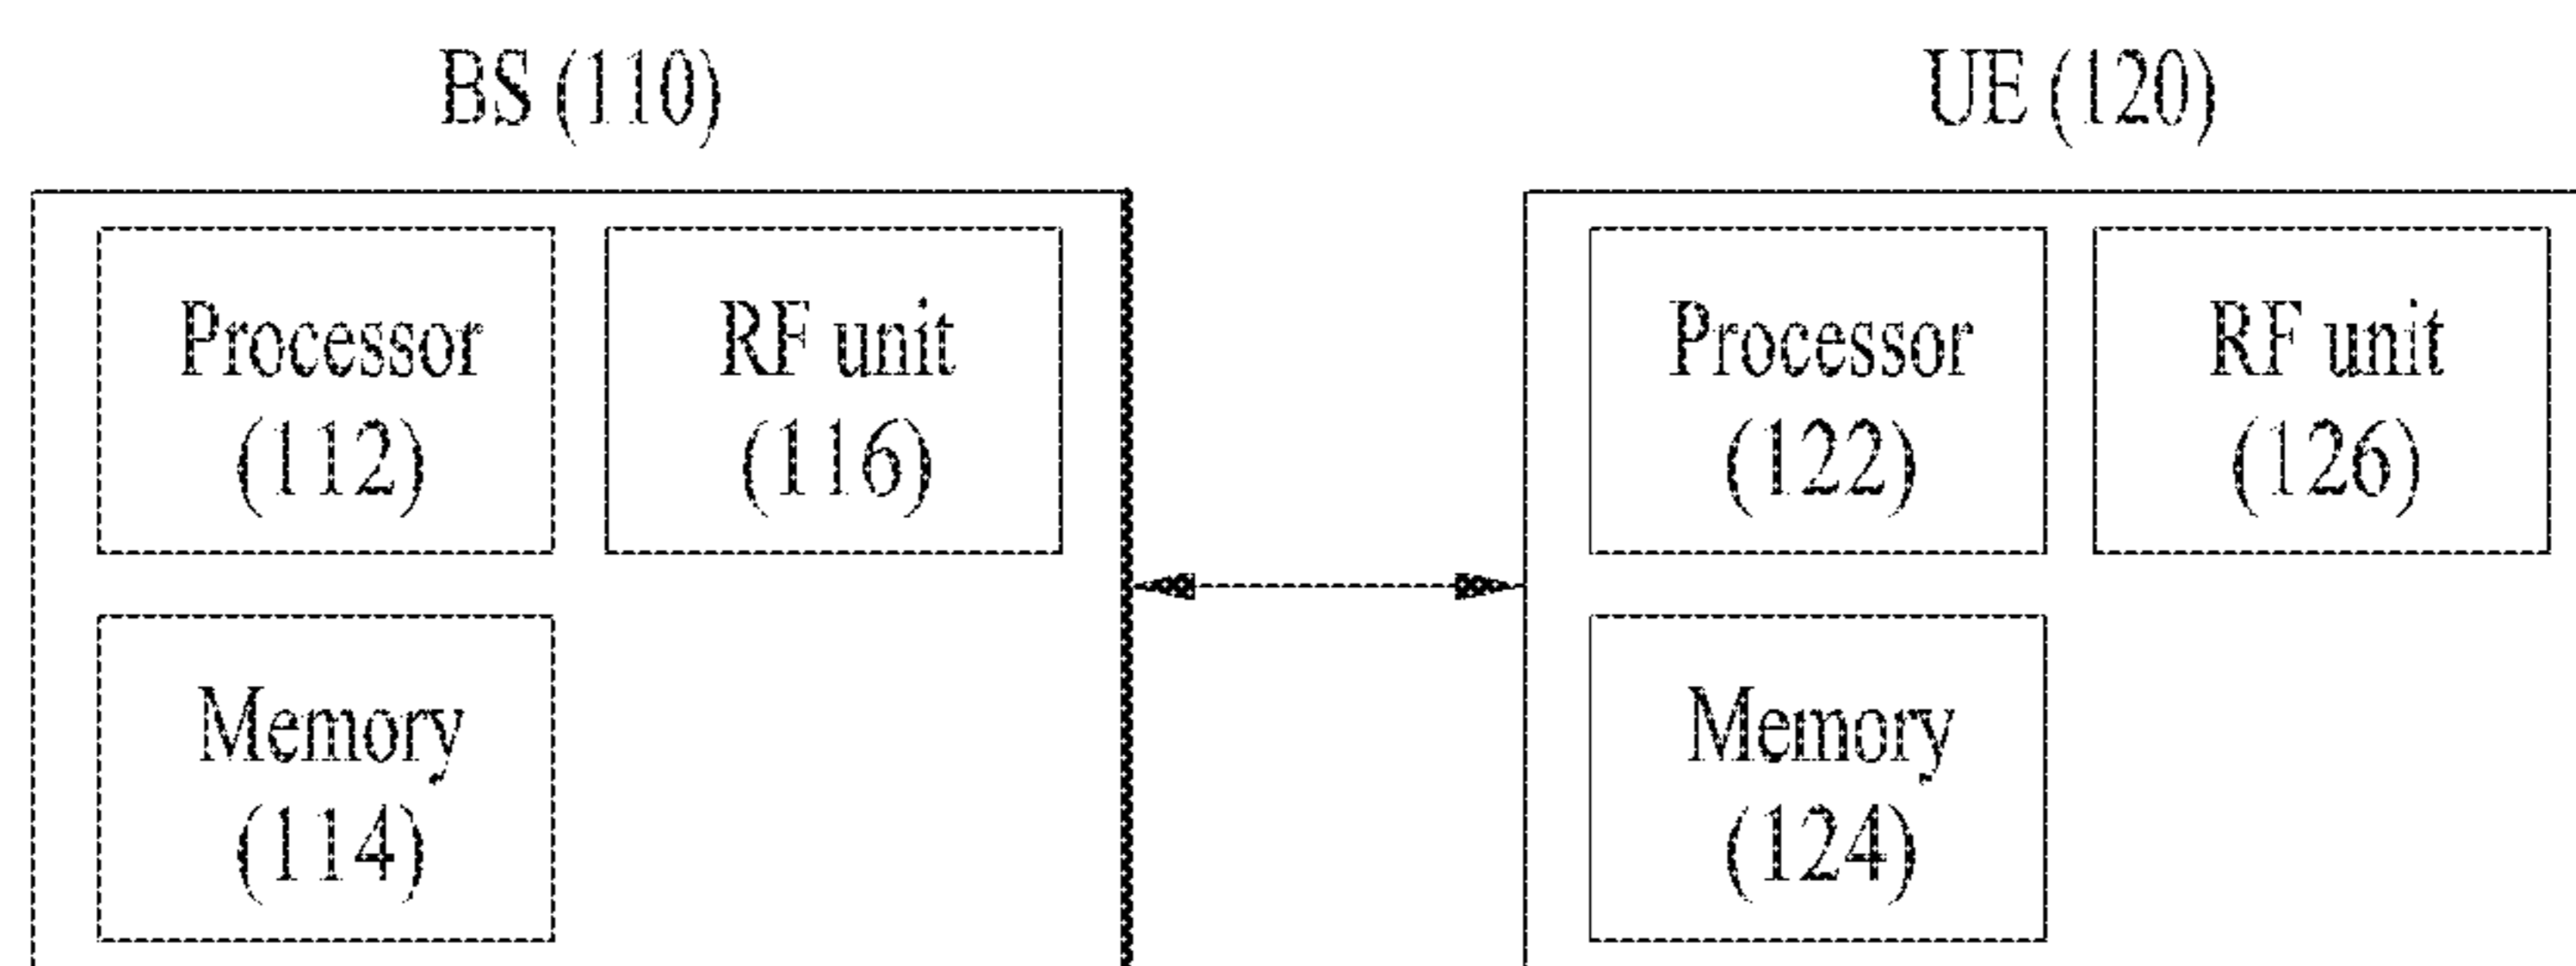 BS (110)
UE (120)
Processor
(112)
RF unit
(116)
Processor
(122)
RF unit
(126)
Memory
(114)
Memory
(124)